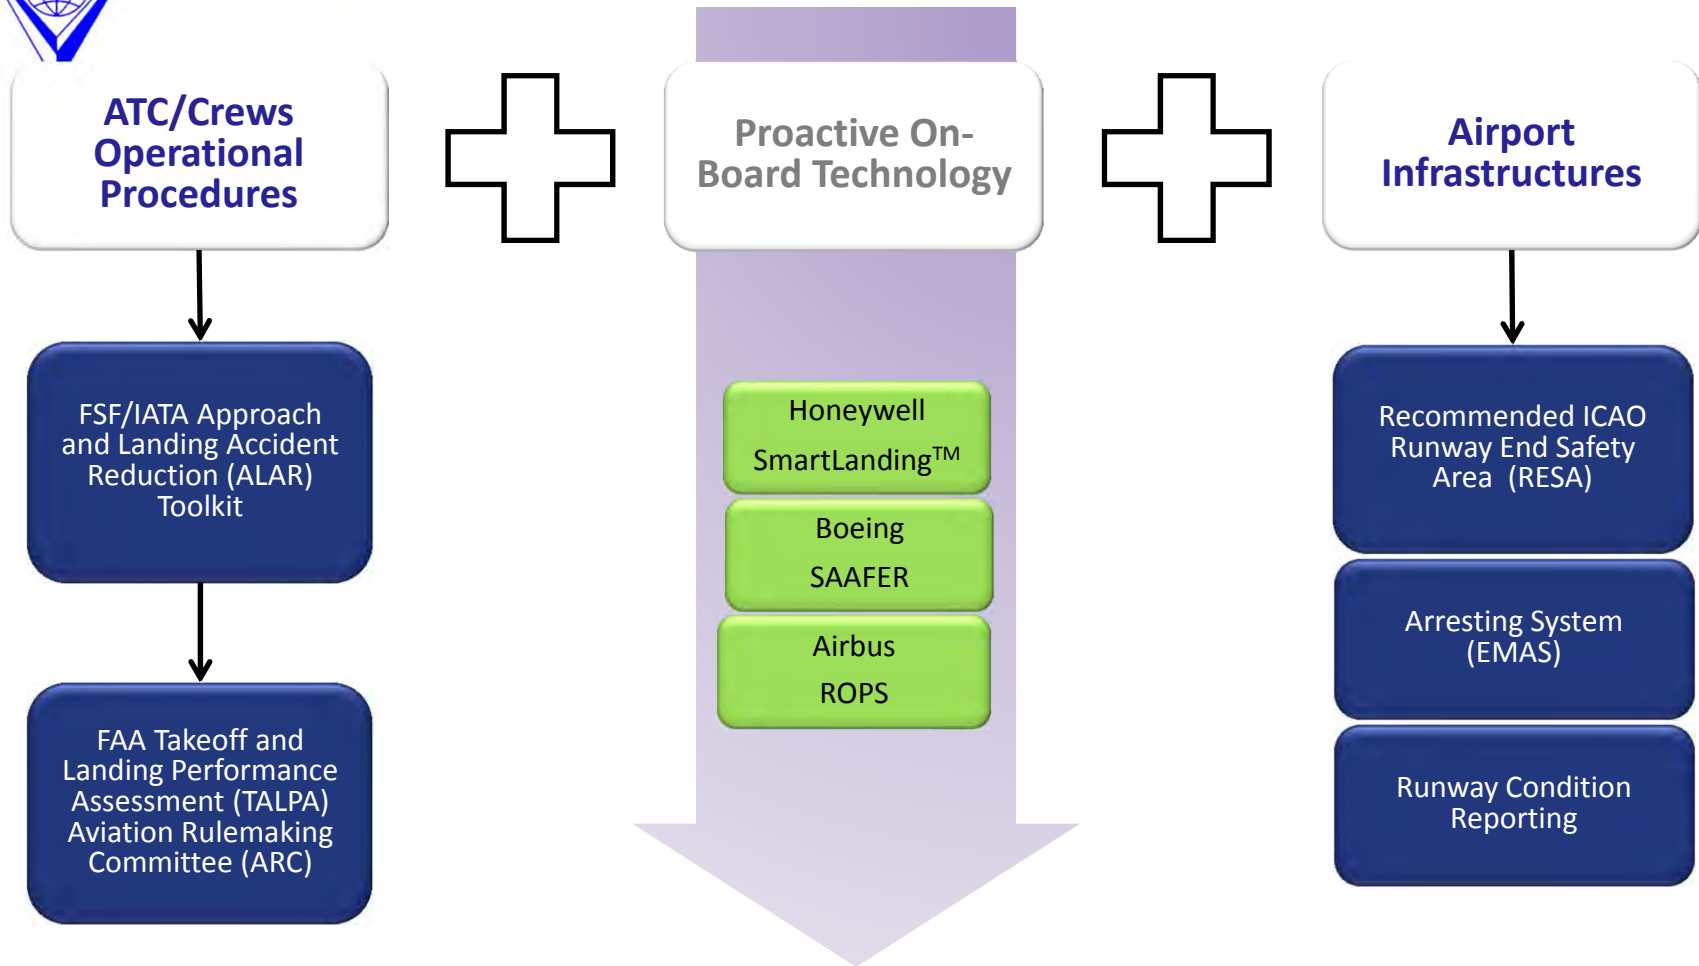 ATC/Crews
Operational
Procedures
Proactive On-
Board Technology
Airport
Infrastructures
FSF/IATA Approach
and Landing Accident
Reduction (ALAR)
Toolkit
FAA Takeoff and
Landing Performance
Assessment (TALPA)
Aviation Rulemaking
Committee (ARC)
Honeywell
SmartLanding™
Boeing
SAAFER
Airbus
ROPS
Recommended ICAO
Runway End Safety
Area (RESA)
Arresting System
(EMAS)
Runway Condition
Reporting